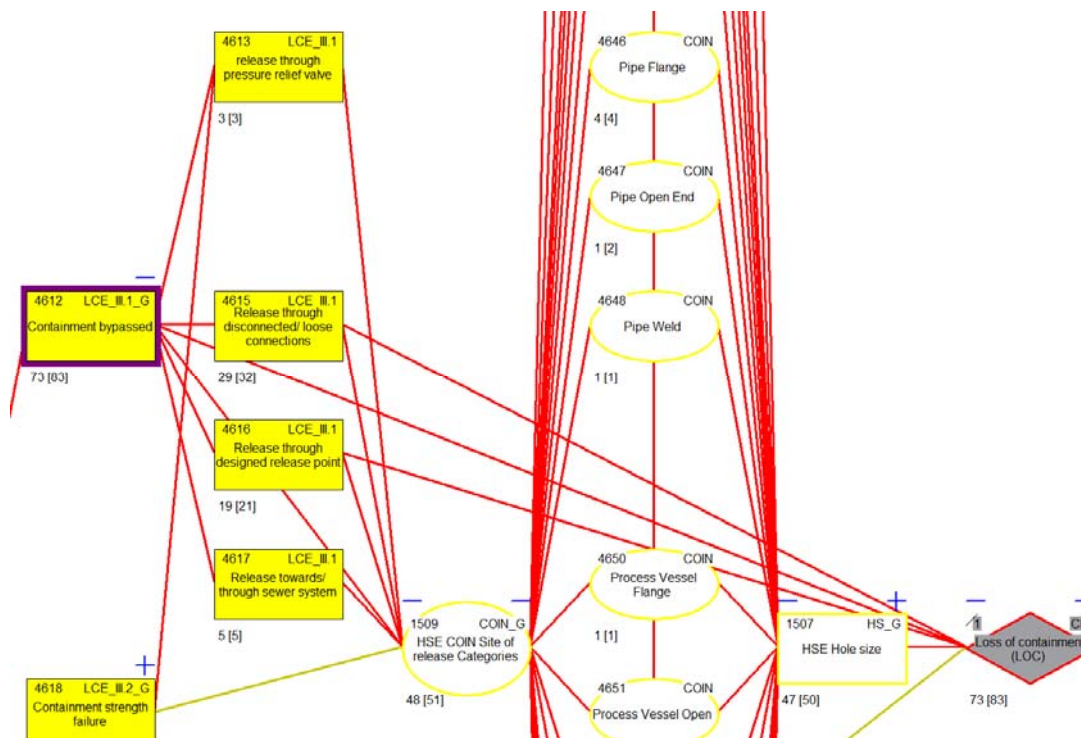 4613 LCE_III.1
release through
pressure relief valve
3 [3]
4646 COIN
Pipe Flange
4 [4]
4647 COIN
Pipe Open End
1 [2]
4612 LCE_III.1_G
Containment bypassed
73 [83]
4615 LCE_III.1
Release through
disconnected/ loose
connections
29 [32]
4648 COIN
Pipe Weld
1 [1]
4616 LCE_III.1
Release through
designed release point
19 [21]
4617 LCE_III.1
Release towards/
through sewer system
5 [5]
4650 COIN
Process Vessel
Flange
1 [1]
1509 COIN_G
HSE COIN Site of
release Categories
48 [51]
1507 HS_G
HSE Hole size
47 [50]
1 C
Loss of containment
(LOC)
73 [83]
4618 LCE_III.2_G
Containment strength
failure
4651 COIN
Process Vessel Open